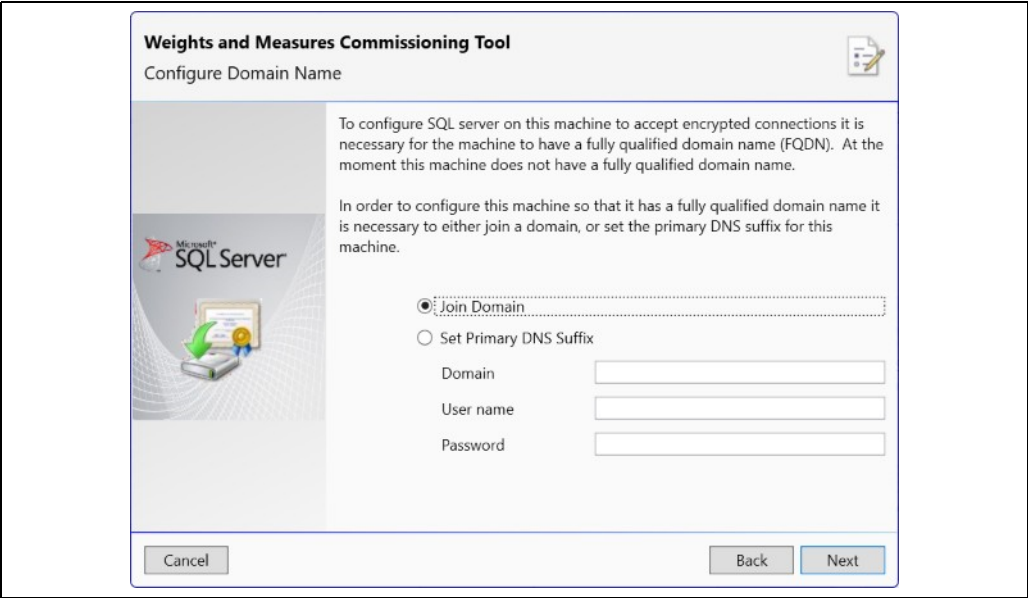 Weights and Measures Commissioning Tool
Configure Domain Name
To configure SQL server on this machine to accept encrypted connections it is
necessary for the machine to have a fully qualified domain name (FQDN).  At the
moment this machine does not have a fully qualified domain name.
In order to configure this machine so that it has a fully qualified domain name it
is necessary to either join a domain, or set the primary DNS suffix for this
machine.
Microsoft®
SQL Server
Join Domain
Set Primary DNS Suffix
Domain
User name
Password
Cancel
Back
Next